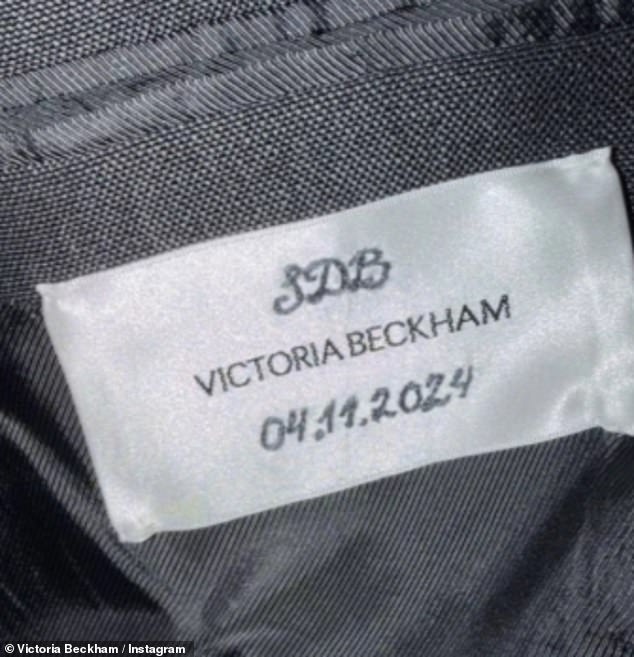 SDB
VICTORIA BECKHAM
04.11.2024
© Victoria Beckham / Instagram